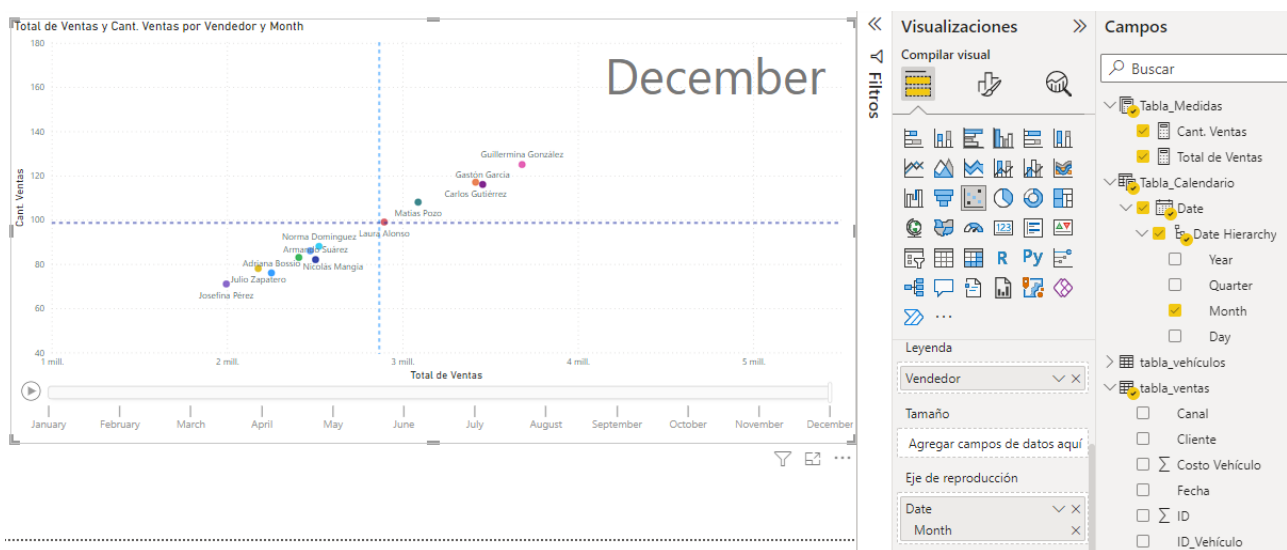 Total de Ventas y Cant. Ventas por Vendedor y Month
December
180
160
140
120
100
80
60
40
Cant. Ventas
Guillermina González
Gastón García
Carlos Gutiérrez
Matías Pozo
Laura Alonso
Norma Domínguez
Armando Suárez
Adriana Bossio
Nicolás Mangia
Julio Zapatero
Josefina Pérez
1 mill.
2 mill.
3 mill.
4 mill.
5 mill.
Total de Ventas
January
February
March
April
May
June
July
August
September
October
November
December
Filtros
Visualizaciones
Compilar visual
123
R
Py
Leyenda
Vendedor
Tamaño
Agregar campos de datos aquí
Eje de reproducción
Date
Month
Campos
Buscar
Tabla_Medidas
Cant. Ventas
Total de Ventas
Tabla_Calendario
Date
Date Hierarchy
Year
Quarter
Month
Day
tabla_vehículos
tabla_ventas
Canal
Cliente
∑ Costo Vehículo
Fecha
∑ ID
ID_Vehículo